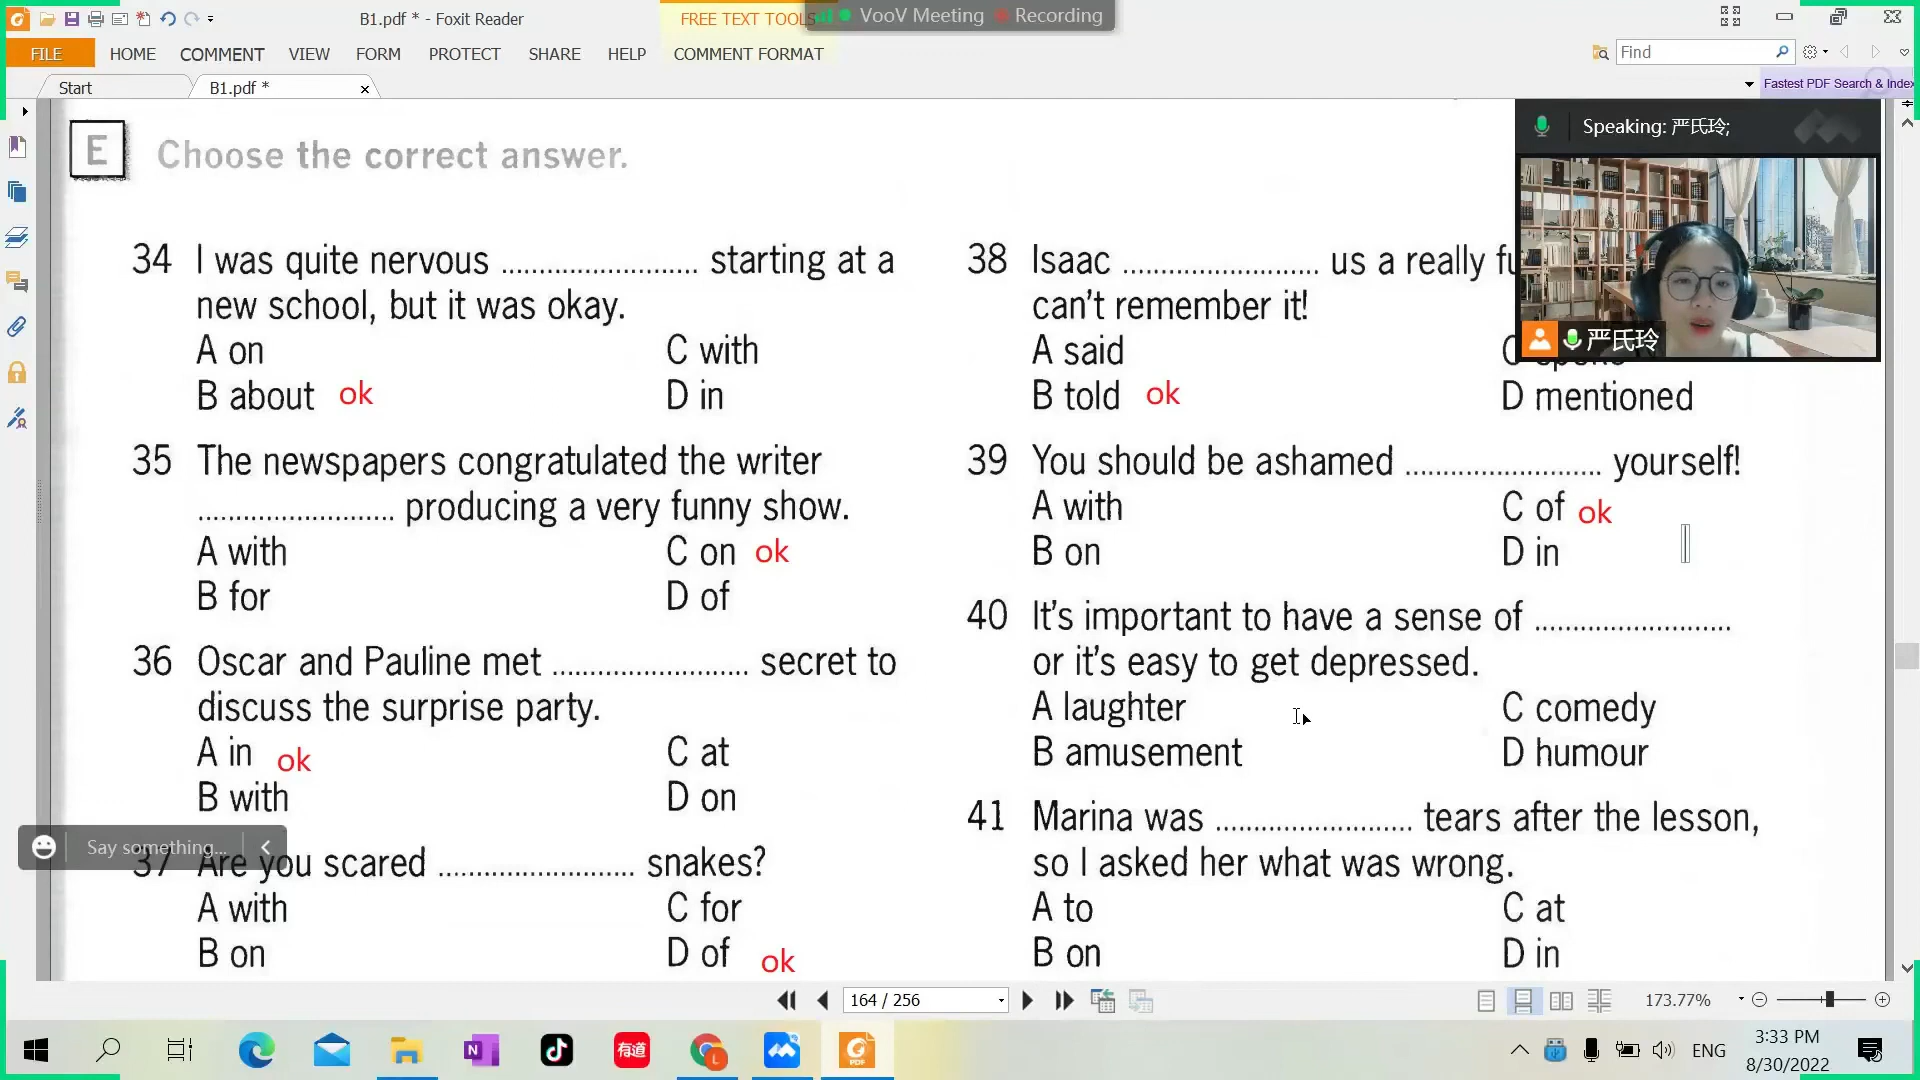 B1.pdf * - Foxit Reader
FREE TEXT TOOLS
VooV Meeting Recording
FILE HOME COMMENT VIEW FORM PROTECT SHARE HELP COMMENT FORMAT
Find
Start
B1.pdf *
Fastest PDF Search & Index
Speaking: 严氏玲;
严氏玲
E Choose the correct answer.
34 I was quite nervous .......................... starting at a
new school, but it was okay.
A on C with
B about ok D in
35 The newspapers congratulated the writer
.......................... producing a very funny show.
A with C on ok
B for D of
36 Oscar and Pauline met .......................... secret to
discuss the surprise party.
A in ok C at
B with D on
Say something...
37 Are you scared .......................... snakes?
A with C for
B on D of ok
38 Isaac .......................... us a really fu
can't remember it!
A said
B told ok D mentioned
39 You should be ashamed .......................... yourself!
A with C of ok
B on D in
40 It's important to have a sense of ..........................
or it's easy to get depressed.
A laughter C comedy
B amusement D humour
41 Marina was .......................... tears after the lesson,
so I asked her what was wrong.
A to C at
B on D in
164 / 256
173.77%
有道
ENG
3:33 PM
8/30/2022